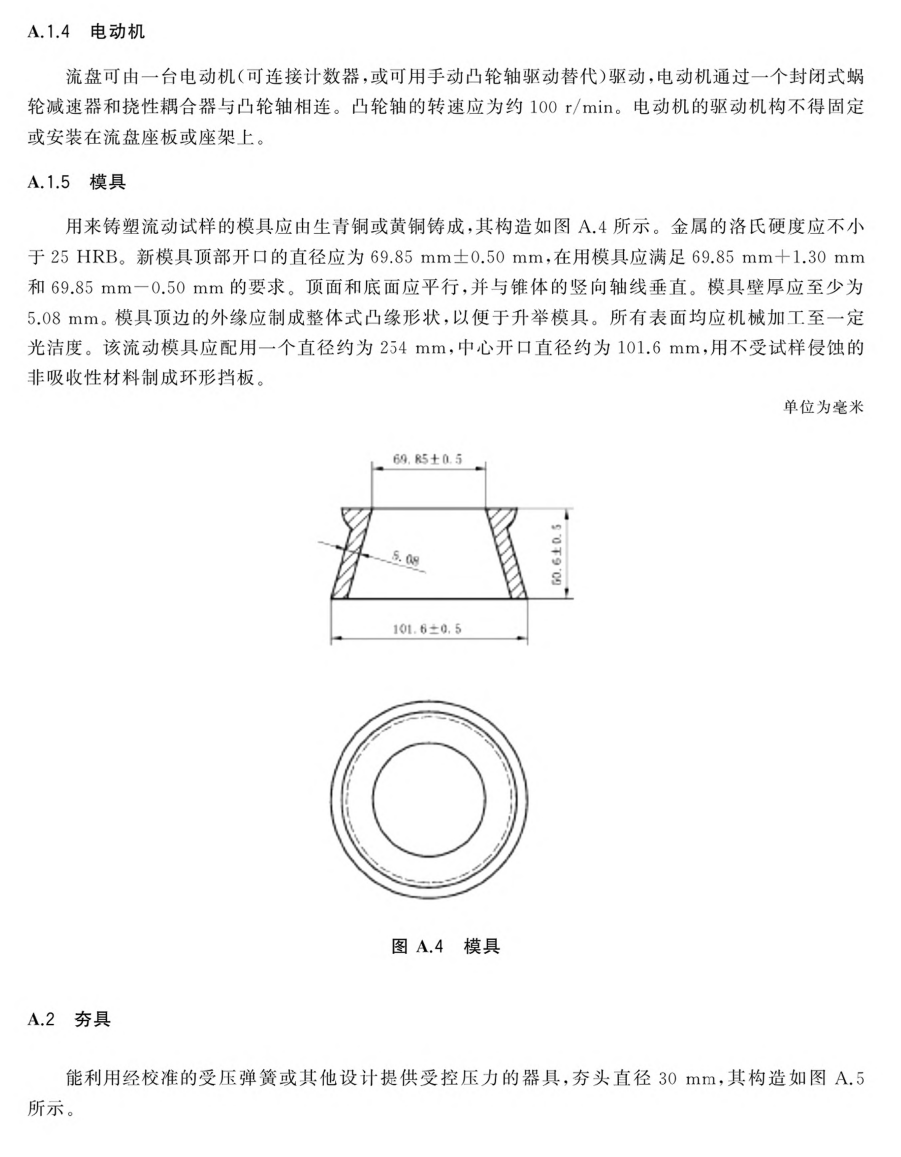 A.1.4 电动机
流盘可由一台电动机(可连接计数器,或可用手动凸轮轴驱动替代)驱动,电动机通过一个封闭式蜗
轮减速器和挠性耦合器与凸轮轴相连。凸轮轴的转速应为约 100 r/min。电动机的驱动机构不得固定
或安装在流盘座板或座架上。
A.1.5 模具
用来铸塑流动试样的模具应由生青铜或黄铜铸成,其构造如图 A.4 所示。金属的洛氏硬度应不小
于 25 HRB。新模具顶部开口的直径应为 69.85 mm±0.50 mm,在用模具应满足 69.85 mm+1.30 mm
和 69.85 mm-0.50 mm 的要求。顶面和底面应平行,并与锥体的竖向轴线垂直。模具壁厚应至少为
5.08 mm。模具顶边的外缘应制成整体式凸缘形状,以便于升举模具。所有表面均应机械加工至一定
光洁度。该流动模具应配用一个直径约为 254 mm,中心开口直径约为 101.6 mm,用不受试样侵蚀的
非吸收性材料制成环形挡板。
单位为毫米
69.85±0.5
5.08
50.6±0.5
101.6±0.5
图 A.4 模具
A.2 夯具
能利用经校准的受压弹簧或其他设计提供受控压力的器具,夯头直径 30 mm,其构造如图 A.5
所示。